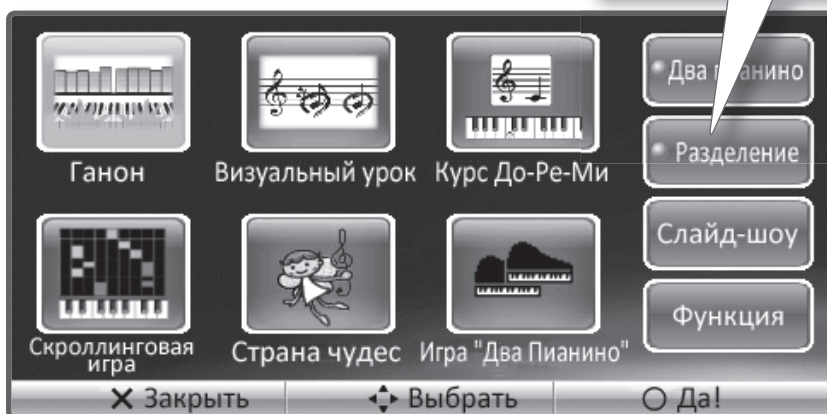 Ганон
Визуальный урок
Курс До-Ре-Ми
Два пианино
Разделение
Скроллинговая
игра
Страна чудес
Игра "Два Пианино"
Слайд-шоу
Функция
Закрыть
Выбрать
Да!